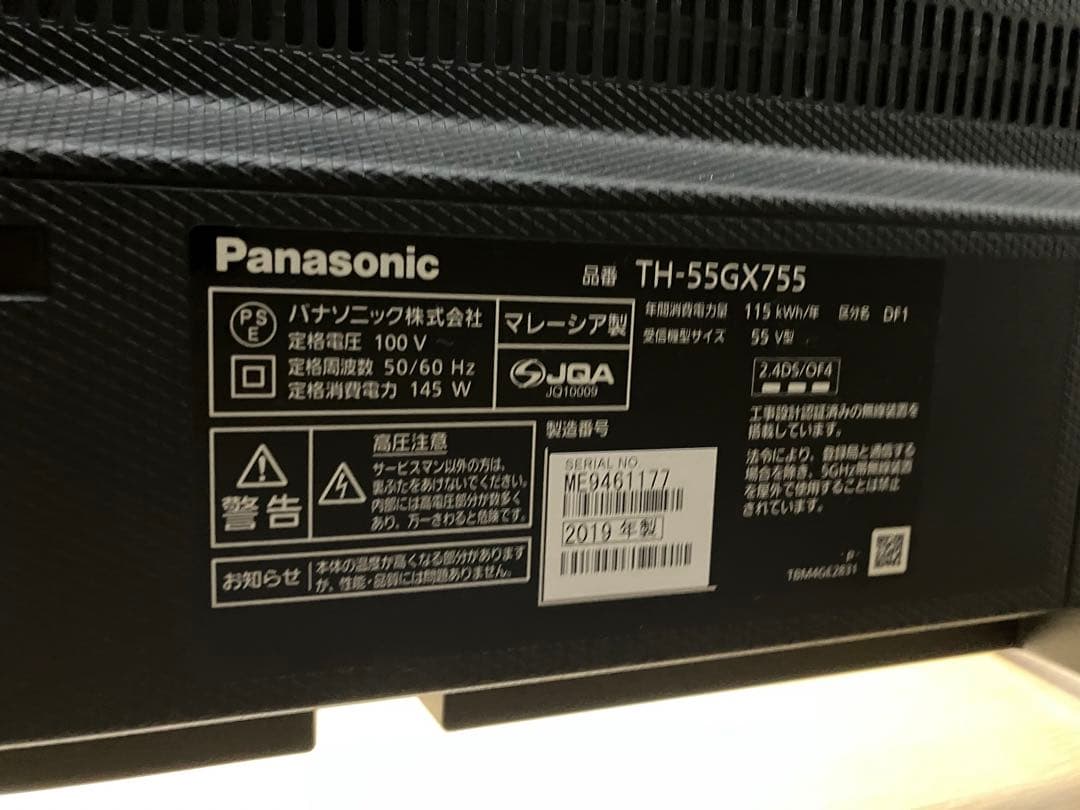 Panasonic
品番 TH-55GX755
PSE
パナソニック株式会社
定格電圧 100 V ~
定格周波数 50/60 Hz
定格消費電力 145 W
マレーシア製
JQA
JQ10009
年間消費電力量 115 kWh/年 区分名 DF1
受信機型サイズ 55 V型
2.4DS/OF4
工事設計認証済みの無線装置を
搭載しています。
法令により、登録局と通信する
場合を除き、5GHz帯無線装置
を屋外で使用することは禁止
されています。
警告
高圧注意
サービスマン以外の方は、
裏ぶたをあけないでください。
内部には高電圧部分が数多く
あり、万一さわると危険です。
お知らせ
本体の温度が高くなる部分があります
が、性能・品質には問題ありません。
製造番号
SERIAL NO.
ME9461177
2019 年製
-P-
TBM4GK2831